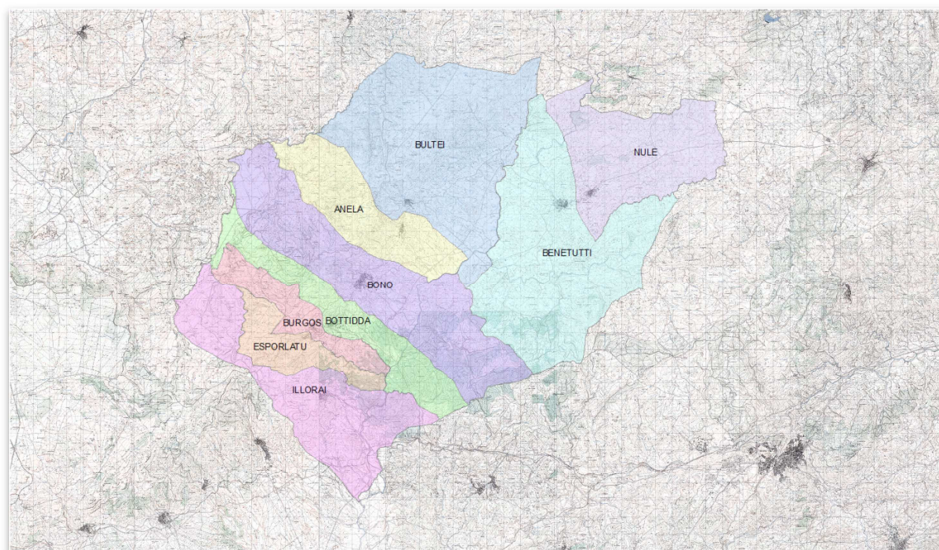 BULTEI
NULE
ANELA
BENETUTTI
BONO
BURGOS
BOTTIDDA
ESPORLATU
ILLORAI